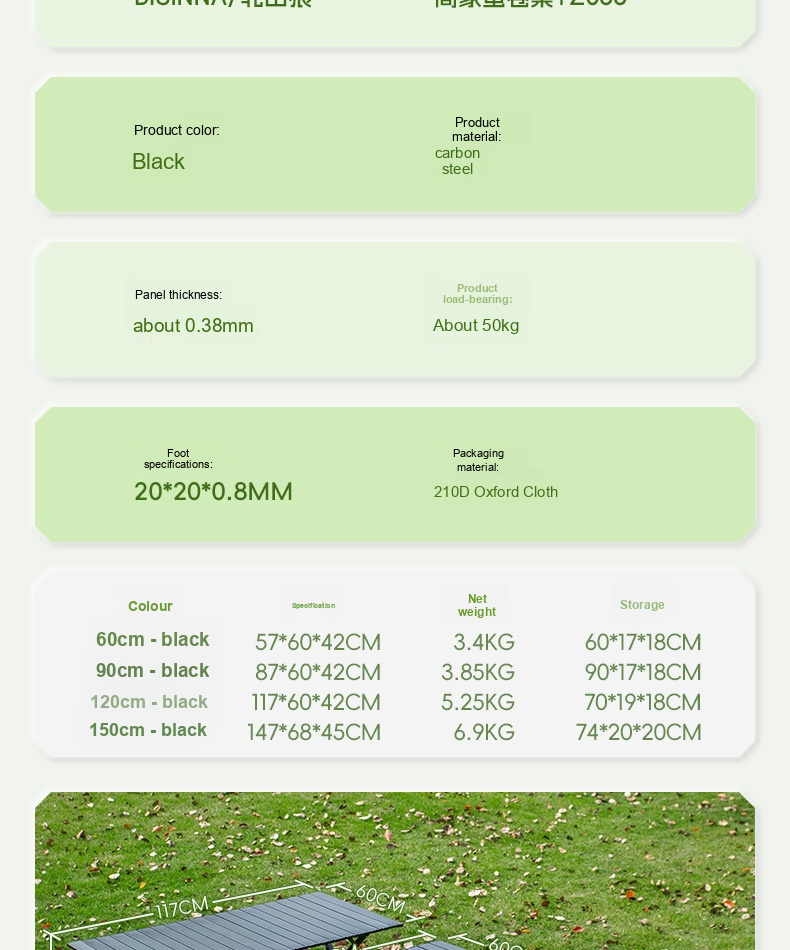 Product color:
Black
Product
material:
carbon
steel
Panel thickness:
about 0.38mm
Product
load-bearing:
About 50kg
Foot
specifications:
20*20*0.8MM
Packaging
material:
210D Oxford Cloth
Colour Specification Net weight Storage
60cm - black 57*60*42CM 3.4KG 60*17*18CM
90cm - black 87*60*42CM 3.85KG 90*17*18CM
120cm - black 117*60*42CM 5.25KG 70*19*18CM
150cm - black 147*68*45CM 6.9KG 74*20*20CM
117CM
60CM